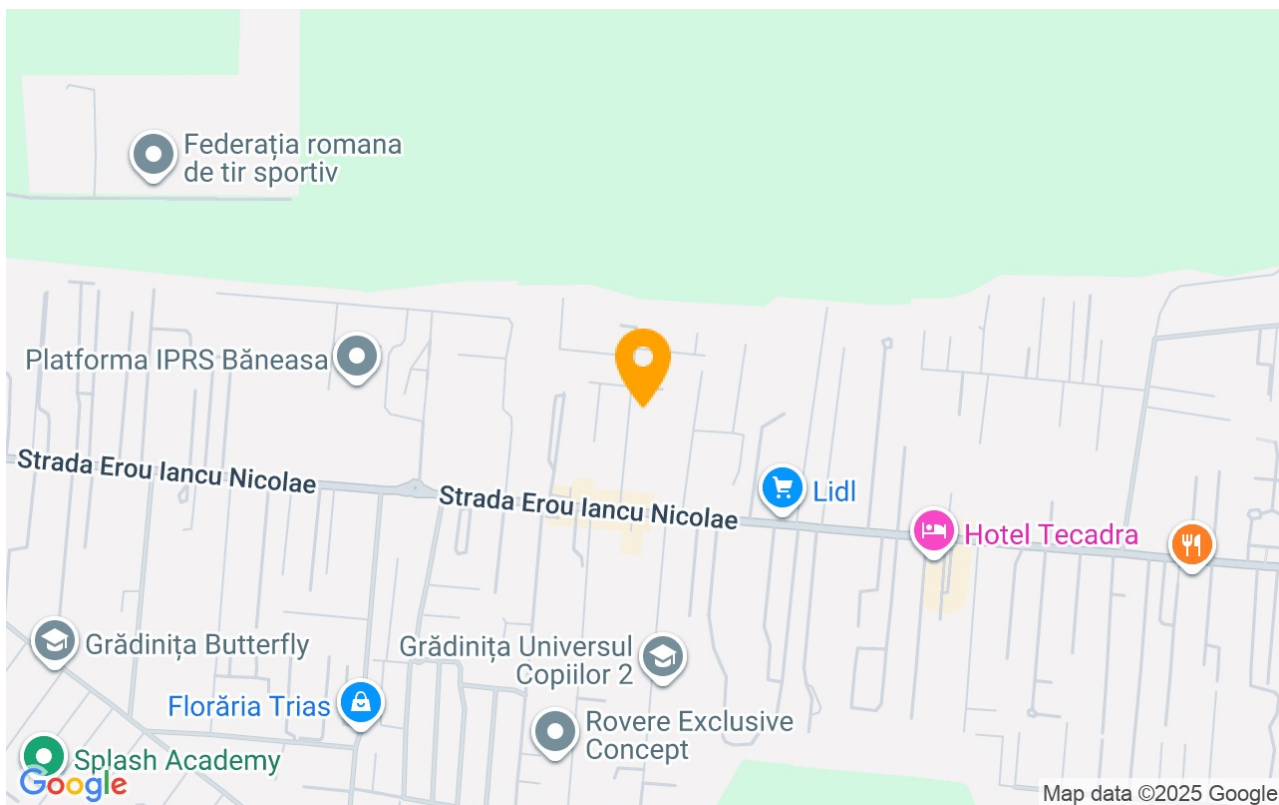 Federația romana
de tir sportiv
Platforma IPRS Băneasa
Strada Erou Iancu Nicolae
Strada Erou Iancu Nicolae
Lidl
Hotel Tecadra
Grădinița Butterfly
Grădinița Universul
Copiilor 2
Florăria Trias
Rovere Exclusive
Concept
Splash Academy
Google
Map data ©2025 Google